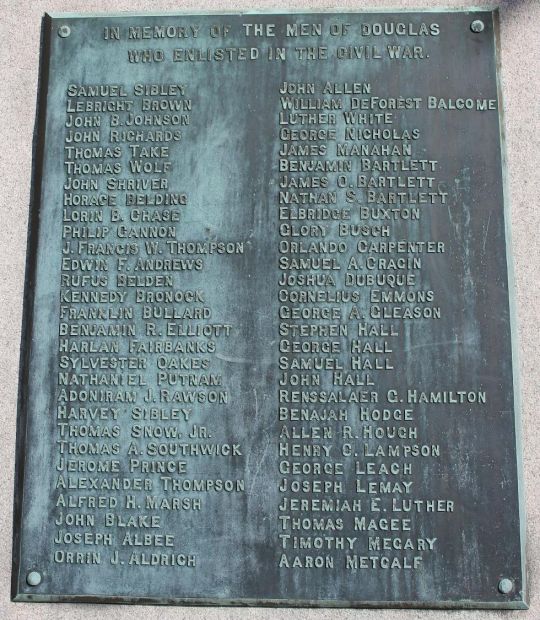 IN MEMORY OF THE MEN OF DOUGLAS
WHO ENLISTED IN THE CIVIL WAR.
SAMUEL SIBLEY
LEBRIGHT BROWN
JOHN B. JOHNSON
JOHN RICHARDS
THOMAS TAKE
THOMAS WOLF
JOHN SHRIVER
HORACE BELDING
LORIN B. CHASE
PHILIP GANNON
J. FRANCIS W. THOMPSON
EDWIN F. ANDREWS
RUFUS BELDEN
KENNEDY BRONOCK
FRANKLIN BULLARD
BENJAMIN R. ELLIOTT
HARLAN FAIRBANKS
SYLVESTER OAKES
NATHANIEL PUTNAM
ADONIRAM J. RAWSON
HARVEY SIBLEY
THOMAS SNOW, JR.
THOMAS A. SOUTHWICK
JEROME PRINCE
ALEXANDER THOMPSON
ALFRED H. MARSH
JOHN BLAKE
JOSEPH ALBEE
ORRIN J. ALDRICH
JOHN ALLEN
WILLIAM DEFOREST BALCOME
LUTHER WHITE
GEORGE NICHOLAS
JAMES MANAHAN
BENJAMIN BARTLETT
JAMES O. BARTLETT
NATHAN S. BARTLETT
ELBRIDGE BUXTON
GLORY BUSCH
ORLANDO CARPENTER
SAMUEL A. CRAGIN
JOSHUA DUBUQUE
CORNELIUS EMMONS
GEORGE A. GLEASON
STEPHEN HALL
GEORGE HALL
SAMUEL HALL
JOHN HALL
RENSSALAER G. HAMILTON
BENAJAH HODGE
ALLEN R. HOUGH
HENRY C. LAMPSON
GEORGE LEACH
JOSEPH LEMAY
JEREMIAH E. LUTHER
THOMAS MAGEE
TIMOTHY MEGARY
AARON METCALF